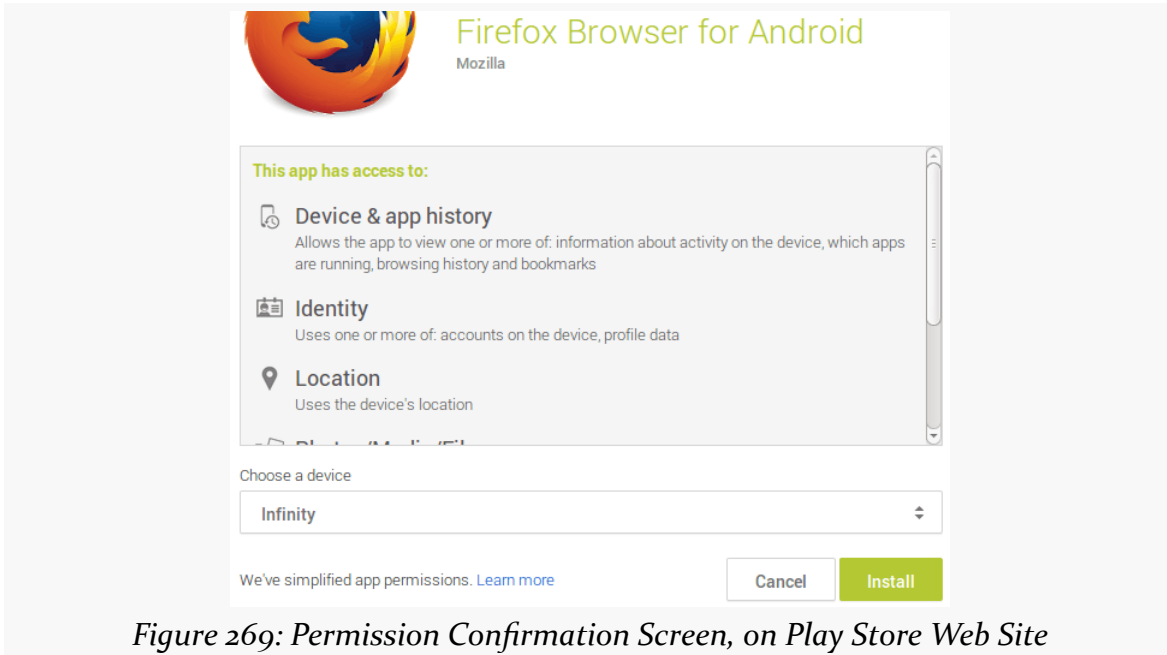 Firefox Browser for Android
Mozilla
This app has access to:
Device & app history
Allows the app to view one or more of: information about activity on the device, which apps
are running, browsing history and bookmarks
Identity
Uses one or more of: accounts on the device, profile data
Location
Uses the device's location
Choose a device
Infinity
We've simplified app permissions. Learn more
Cancel
Install
Figure 269: Permission Confirmation Screen, on Play Store Web Site